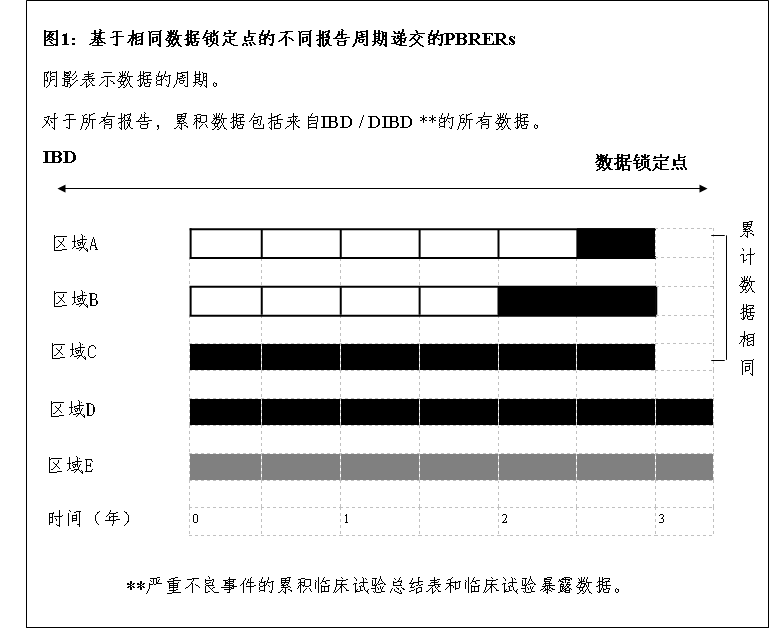 图1：基于相同数据锁定点的不同报告周期递交的PBRERs
阴影表示数据的周期。
对于所有报告，累积数据包括来自IBD / DIBD **的所有数据。
IBD
数据锁定点
区域A
区域B
区域C
区域D
区域E
累计数据相同
时间（年）
0
1
2
3
**严重不良事件的累积临床试验总结表和临床试验暴露数据。